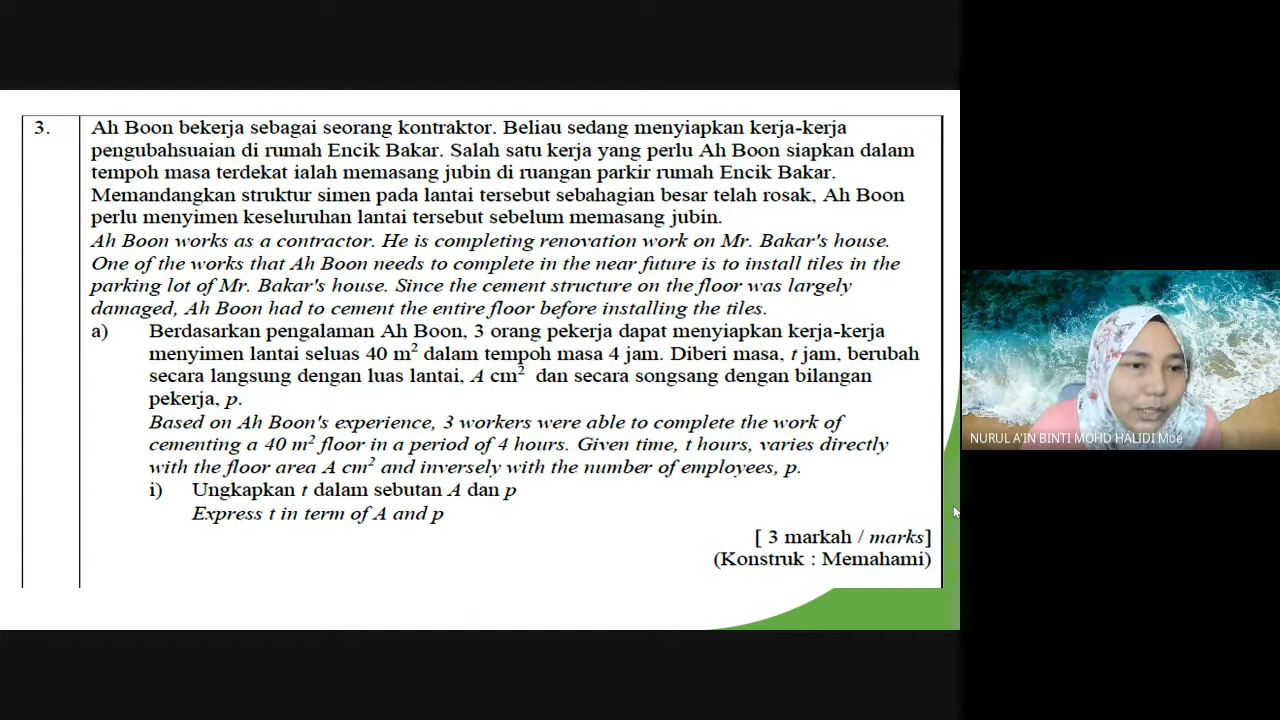 3.
Ah Boon bekerja sebagai seorang kontraktor. Beliau sedang menyiapkan kerja-kerja
pengubahsuaian di rumah Encik Bakar. Salah satu kerja yang perlu Ah Boon siapkan dalam
tempoh masa terdekat ialah memasang jubin di ruangan parkir rumah Encik Bakar.
Memandangkan struktur simen pada lantai tersebut sebahagian besar telah rosak, Ah Boon
perlu menyimen keseluruhan lantai tersebut sebelum memasang jubin.
Ah Boon works as a contractor. He is completing renovation work on Mr. Bakar's house.
One of the works that Ah Boon needs to complete in the near future is to install tiles in the
parking lot of Mr. Bakar's house. Since the cement structure on the floor was largely
damaged, Ah Boon had to cement the entire floor before installing the tiles.
a) Berdasarkan pengalaman Ah Boon, 3 orang pekerja dapat menyiapkan kerja-kerja
menyimen lantai seluas 40 m² dalam tempoh masa 4 jam. Diberi masa, t jam, berubah
secara langsung dengan luas lantai, A cm² dan secara songsang dengan bilangan
pekerja, p.
Based on Ah Boon's experience, 3 workers were able to complete the work of
cementing a 40 m² floor in a period of 4 hours. Given time, t hours, varies directly
with the floor area A cm² and inversely with the number of employees, p.
i) Ungkapkan t dalam sebutan A dan p
Express t in term of A and p
[ 3 markah / marks]
(Konstruk : Memahami)
NURUL A'IN BINTI MOHD HALIDI Moe